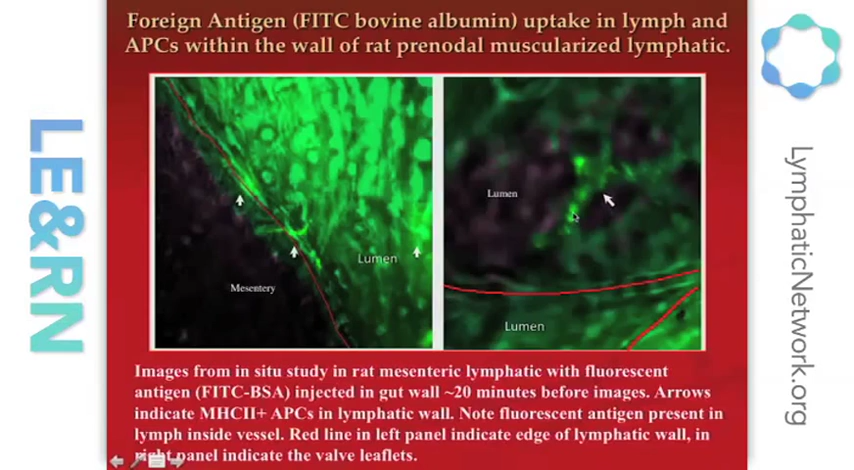 Foreign Antigen (FITC bovine albumin) uptake in lymph and
APCs within the wall of rat prenodal muscularized lymphatic.
LE&RN
LymphaticNetwork.org
Lumen
Mesentery
Lumen
Lumen
Images from in situ study in rat mesenteric lymphatic with fluorescent
antigen (FITC-BSA) injected in gut wall ~20 minutes before images. Arrows
indicate MHCII+ APCs in lymphatic wall. Note fluorescent antigen present in
lymph inside vessel. Red line in left panel indicate edge of lymphatic wall, in
right panel indicate the valve leaflets.